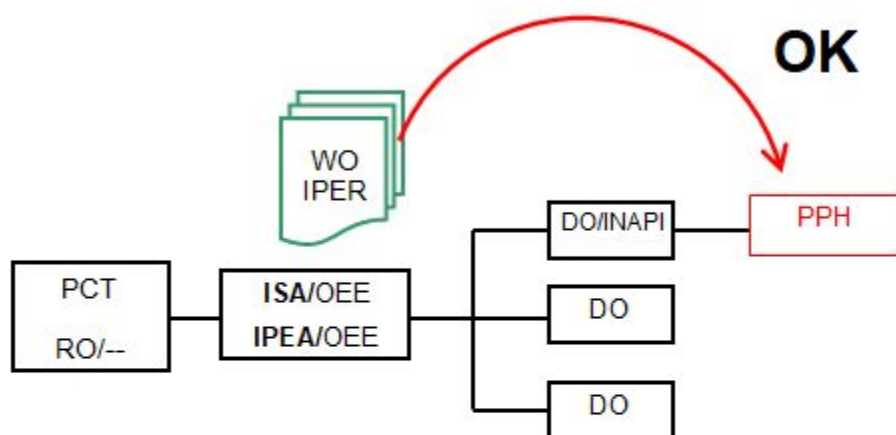 OK
WO
IPER
DO/INAPI
PPH
PCT
RO/--
ISA/OEE
IPEA/OEE
DO
DO